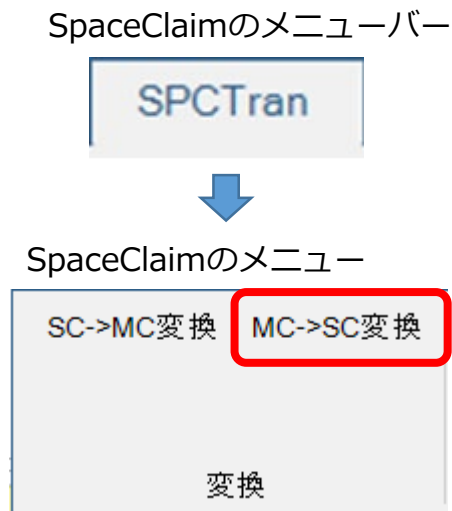 SpaceClaimのメニューバー
SPCTran
SpaceClaimのメニュー
SC->MC変換 MC->SC変換
変換